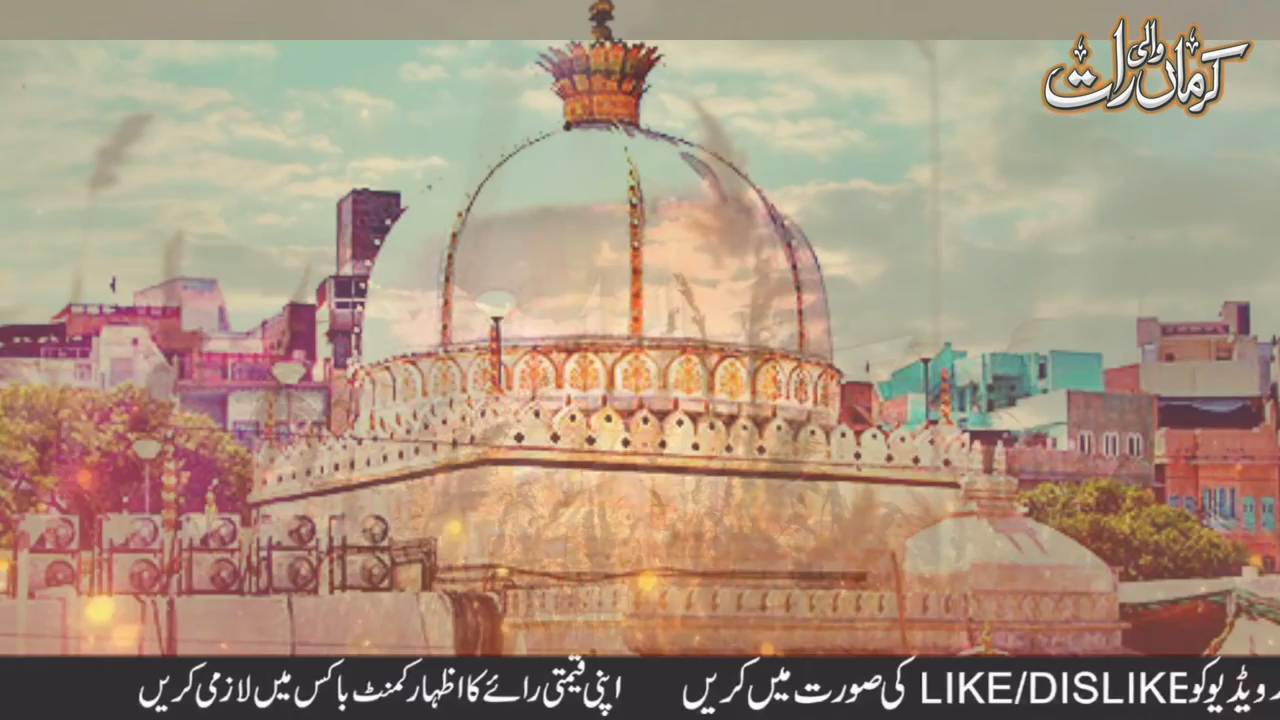 کرماں والی رات
ویڈیو کو LIKE/DISLIKE کی صورت میں کریں اپنی قیمتی رائے کا اظہار کمنٹ باکس میں لازمی کریں